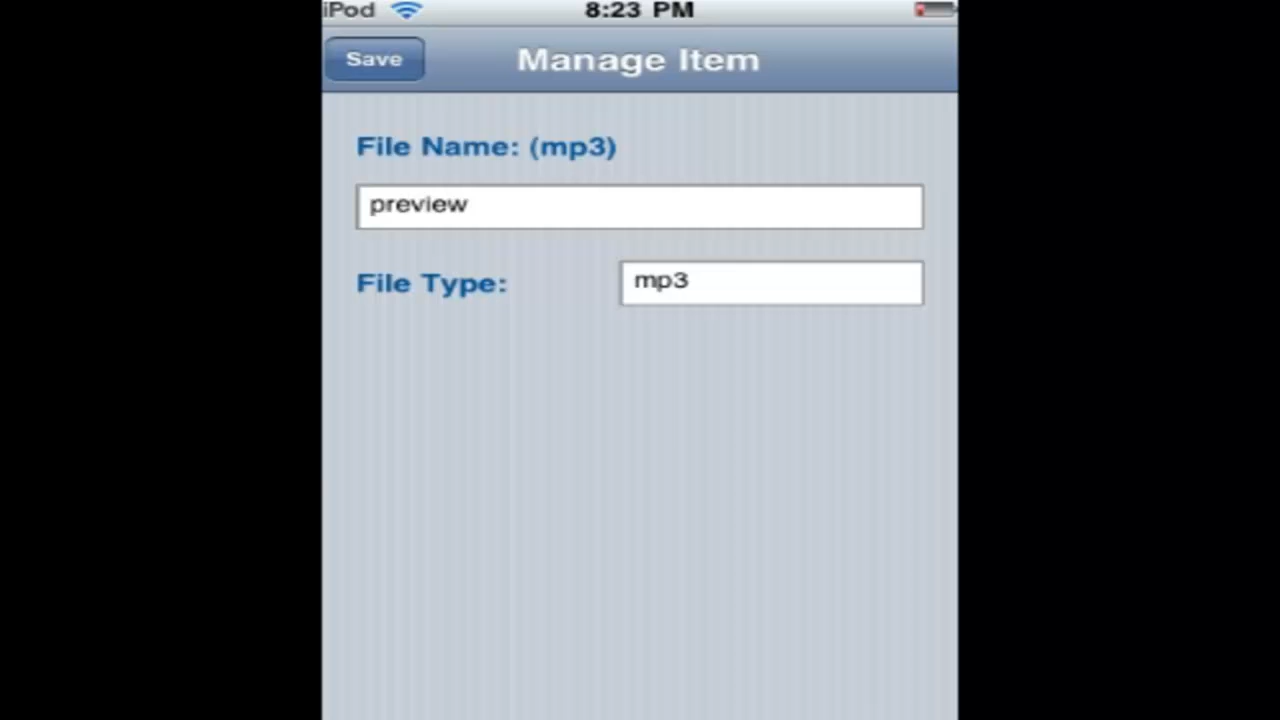 iPod 8:23 PM
Save Manage Item
File Name: (mp3)
preview
File Type: mp3